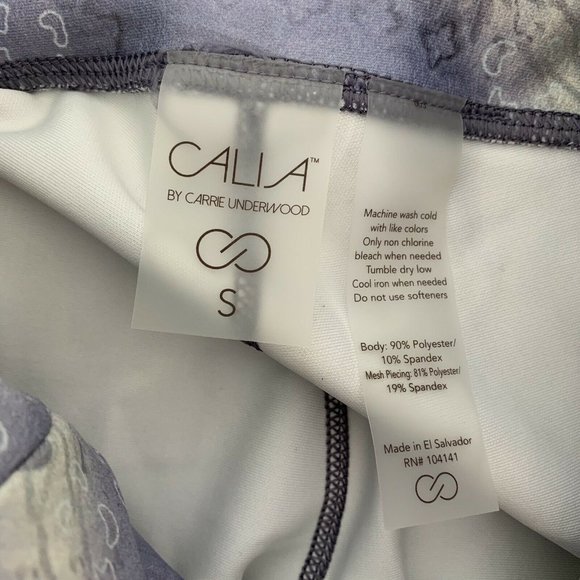 CALIA™
BY CARRIE UNDERWOOD
S
Machine wash cold
with like colors
Only non chlorine
bleach when needed
Tumble dry low
Cool iron when needed
Do not use softeners
Body: 90% Polyester/
10% Spandex
Mesh Piecing: 81% Polyester/
19% Spandex
Made in El Salvador
RN# 104141